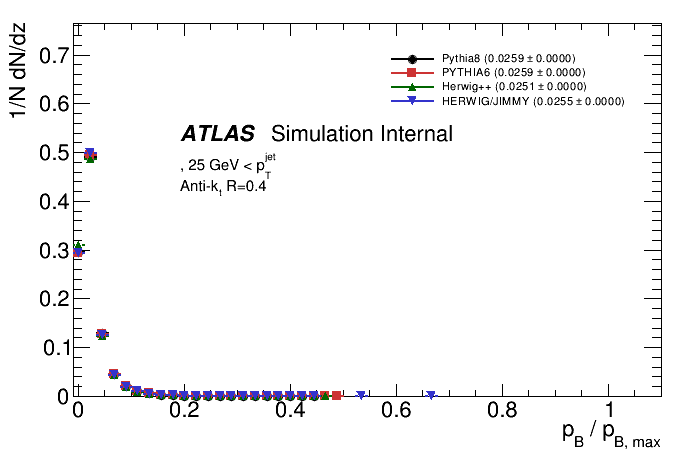 1/N dN/dz
0.7
0.6
0.5
0.4
0.3
0.2
0.1
0
Pythia8 (0.0259 ± 0.0000)
PYTHIA6 (0.0259 ± 0.0000)
Herwig++ (0.0251 ± 0.0000)
HERWIG/JIMMY (0.0255 ± 0.0000)
ATLAS Simulation Internal
, 25 GeV < p_T^jet
Anti-k_t R=0.4
0 0.2 0.4 0.6 0.8 1
p_B / p_B, max